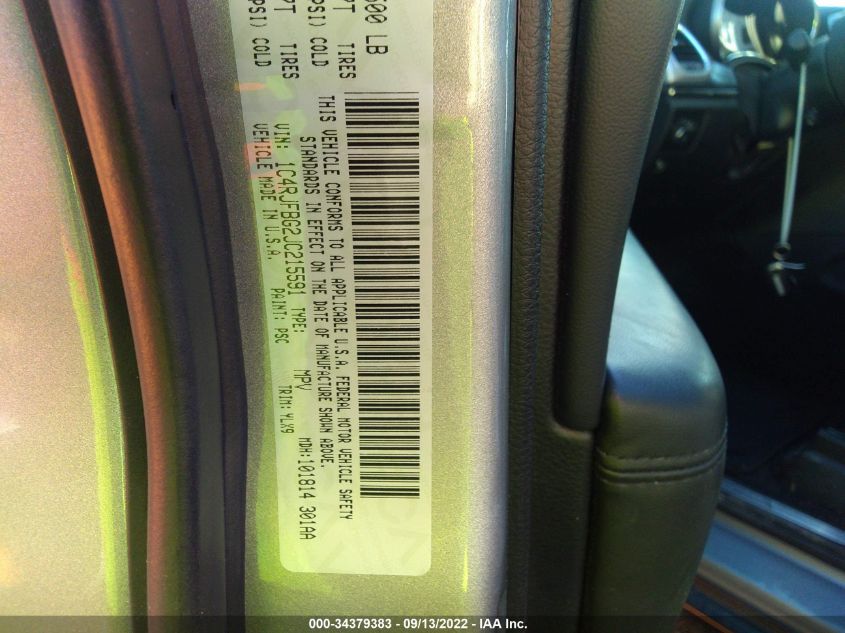 500 LB
PT TIRES
PSI) COLD
PT TIRES
PSI) COLD
THIS VEHICLE CONFORMS TO ALL APPLICABLE U.S.A. FEDERAL MOTOR VEHICLE SAFETY
STANDARDS IN EFFECT ON THE DATE OF MANUFACTURE SHOWN ABOVE.
VIN: 1C4RJFBG2JC215591 TYPE: MPV MDH:101814 301AA
VEHICLE MADE IN U.S.A. PAINT: PSC TRIM: YLX9
000-34379383 - 09/13/2022 - IAA Inc.